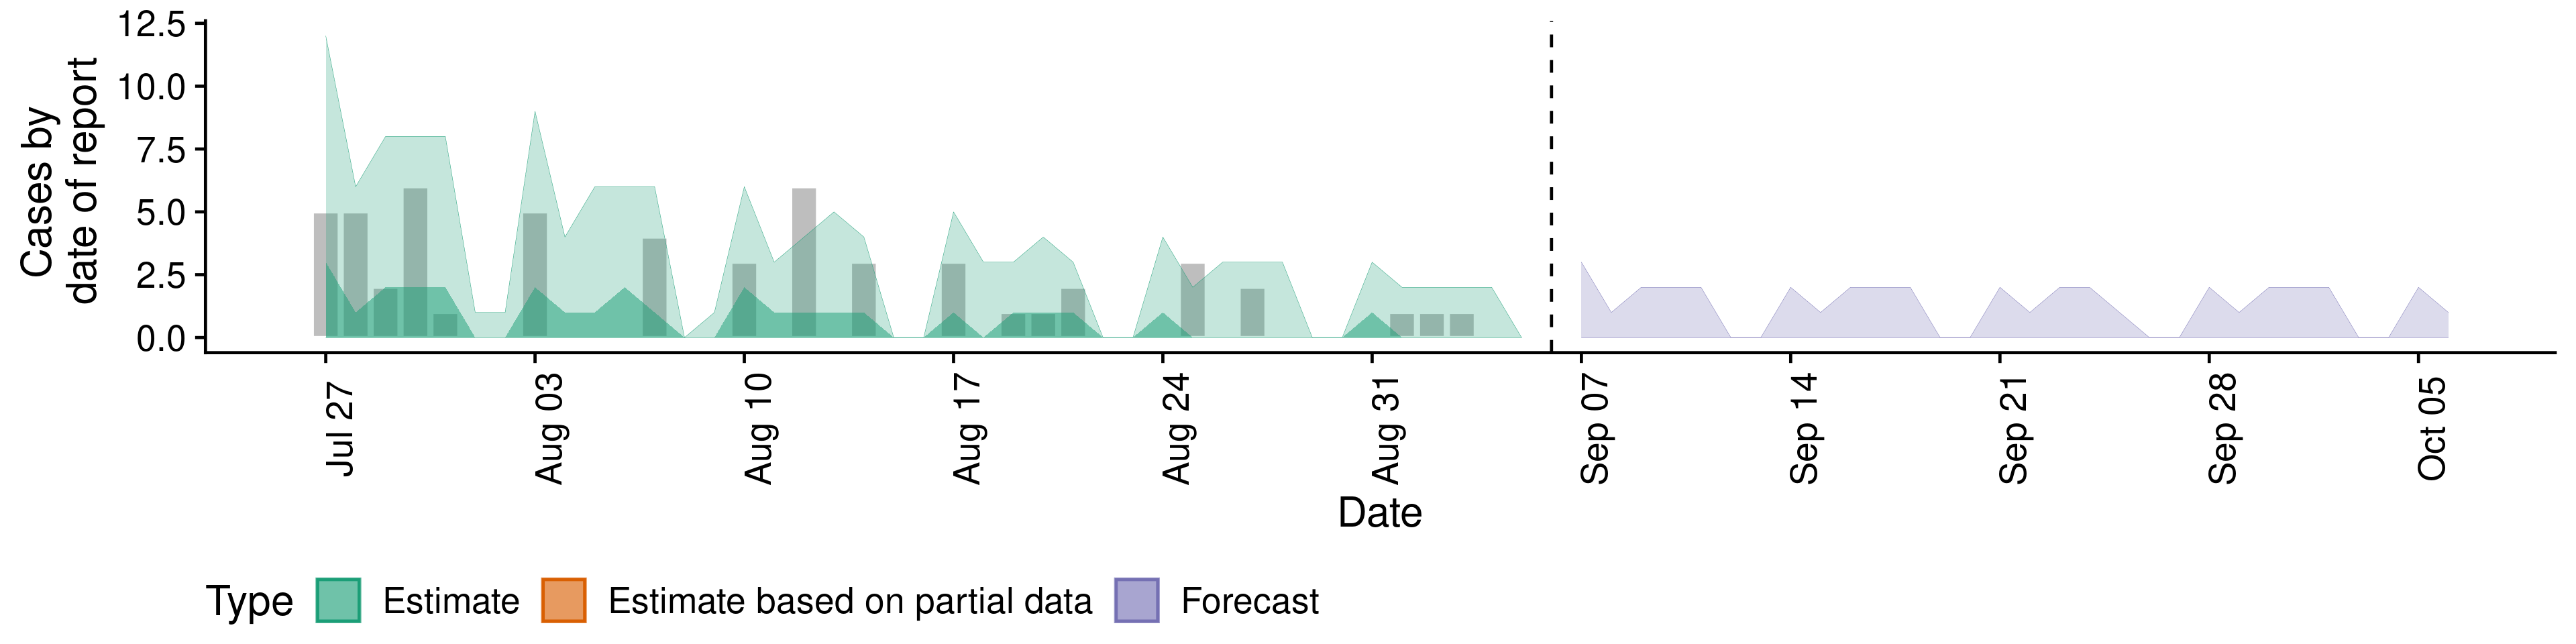 Cases by
date of report
12.5
10.0
7.5
5.0
2.5
0.0
Jul 27
Aug 03
Aug 10
Aug 17
Aug 24
Aug 31
Sep 07
Sep 14
Sep 21
Sep 28
Oct 05
Date
Type Estimate Estimate based on partial data Forecast